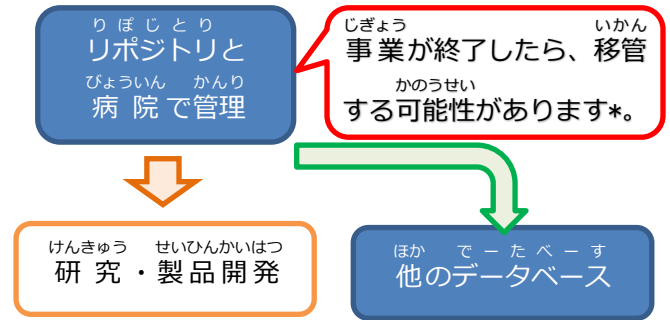 りぽじとり
リポジトリと
びょういん かんり
病院で管理
じぎょう いかん
事業が終了したら、移管
かのうせい
する可能性があります*。
けんきゅう せいひんかいはつ
研究・製品開発
ほか でーたべーす
他のデータベース